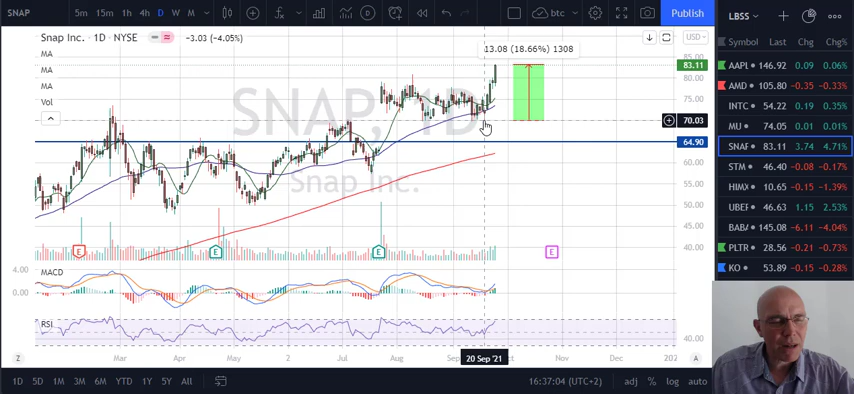 SNAP 5m 15m 1h 4h D W M btc Publish
LBSS
Symbol Last Chg Chg%
Snap Inc. · 1D · NYSE −3.03 (−4.05%)
USD
MA
MA
MA
MA
Vol
13.08 (18.66%) 1308
SNAP, 1D
Snap Inc.
85.00
83.11
80.00
75.00
70.03
64.90
60.00
55.00
50.00
45.00
40.00
E E E E
MACD
4.00
0.00
RSI
40.00
Z Mar Apr 2 Jul Aug Sep 20 Sep '21 Oct Nov Dec 202 A
1D 5D 1M 3M 6M YTD 1Y 5Y All 16:37:04 (UTC+2) adj % log auto
AAPL 146.92 0.09 0.06%
AMD 105.80 -0.35 -0.33%
INTC 54.22 0.19 0.35%
MU 74.05 0.01 0.01%
SNAP 83.11 3.74 4.71%
STM 46.40 -0.08 -0.17%
HIMX 10.65 -0.15 -1.39%
UBER 46.63 1.15 2.53%
BABA 145.08 -6.11 -4.04%
PLTR 28.56 -0.21 -0.73%
KO 53.89 -0.15 -0.28%